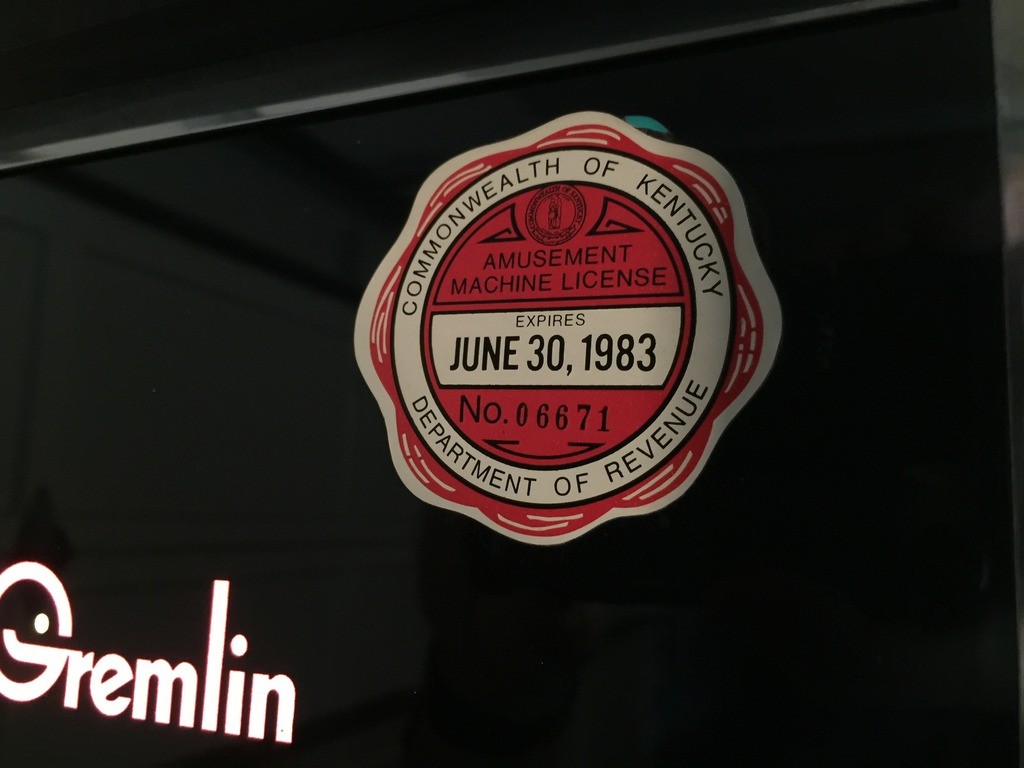 COMMONWEALTH OF KENTUCKY
AMUSEMENT
MACHINE LICENSE
EXPIRES
JUNE 30, 1983
No. 06671
DEPARTMENT OF REVENUE
Gremlin